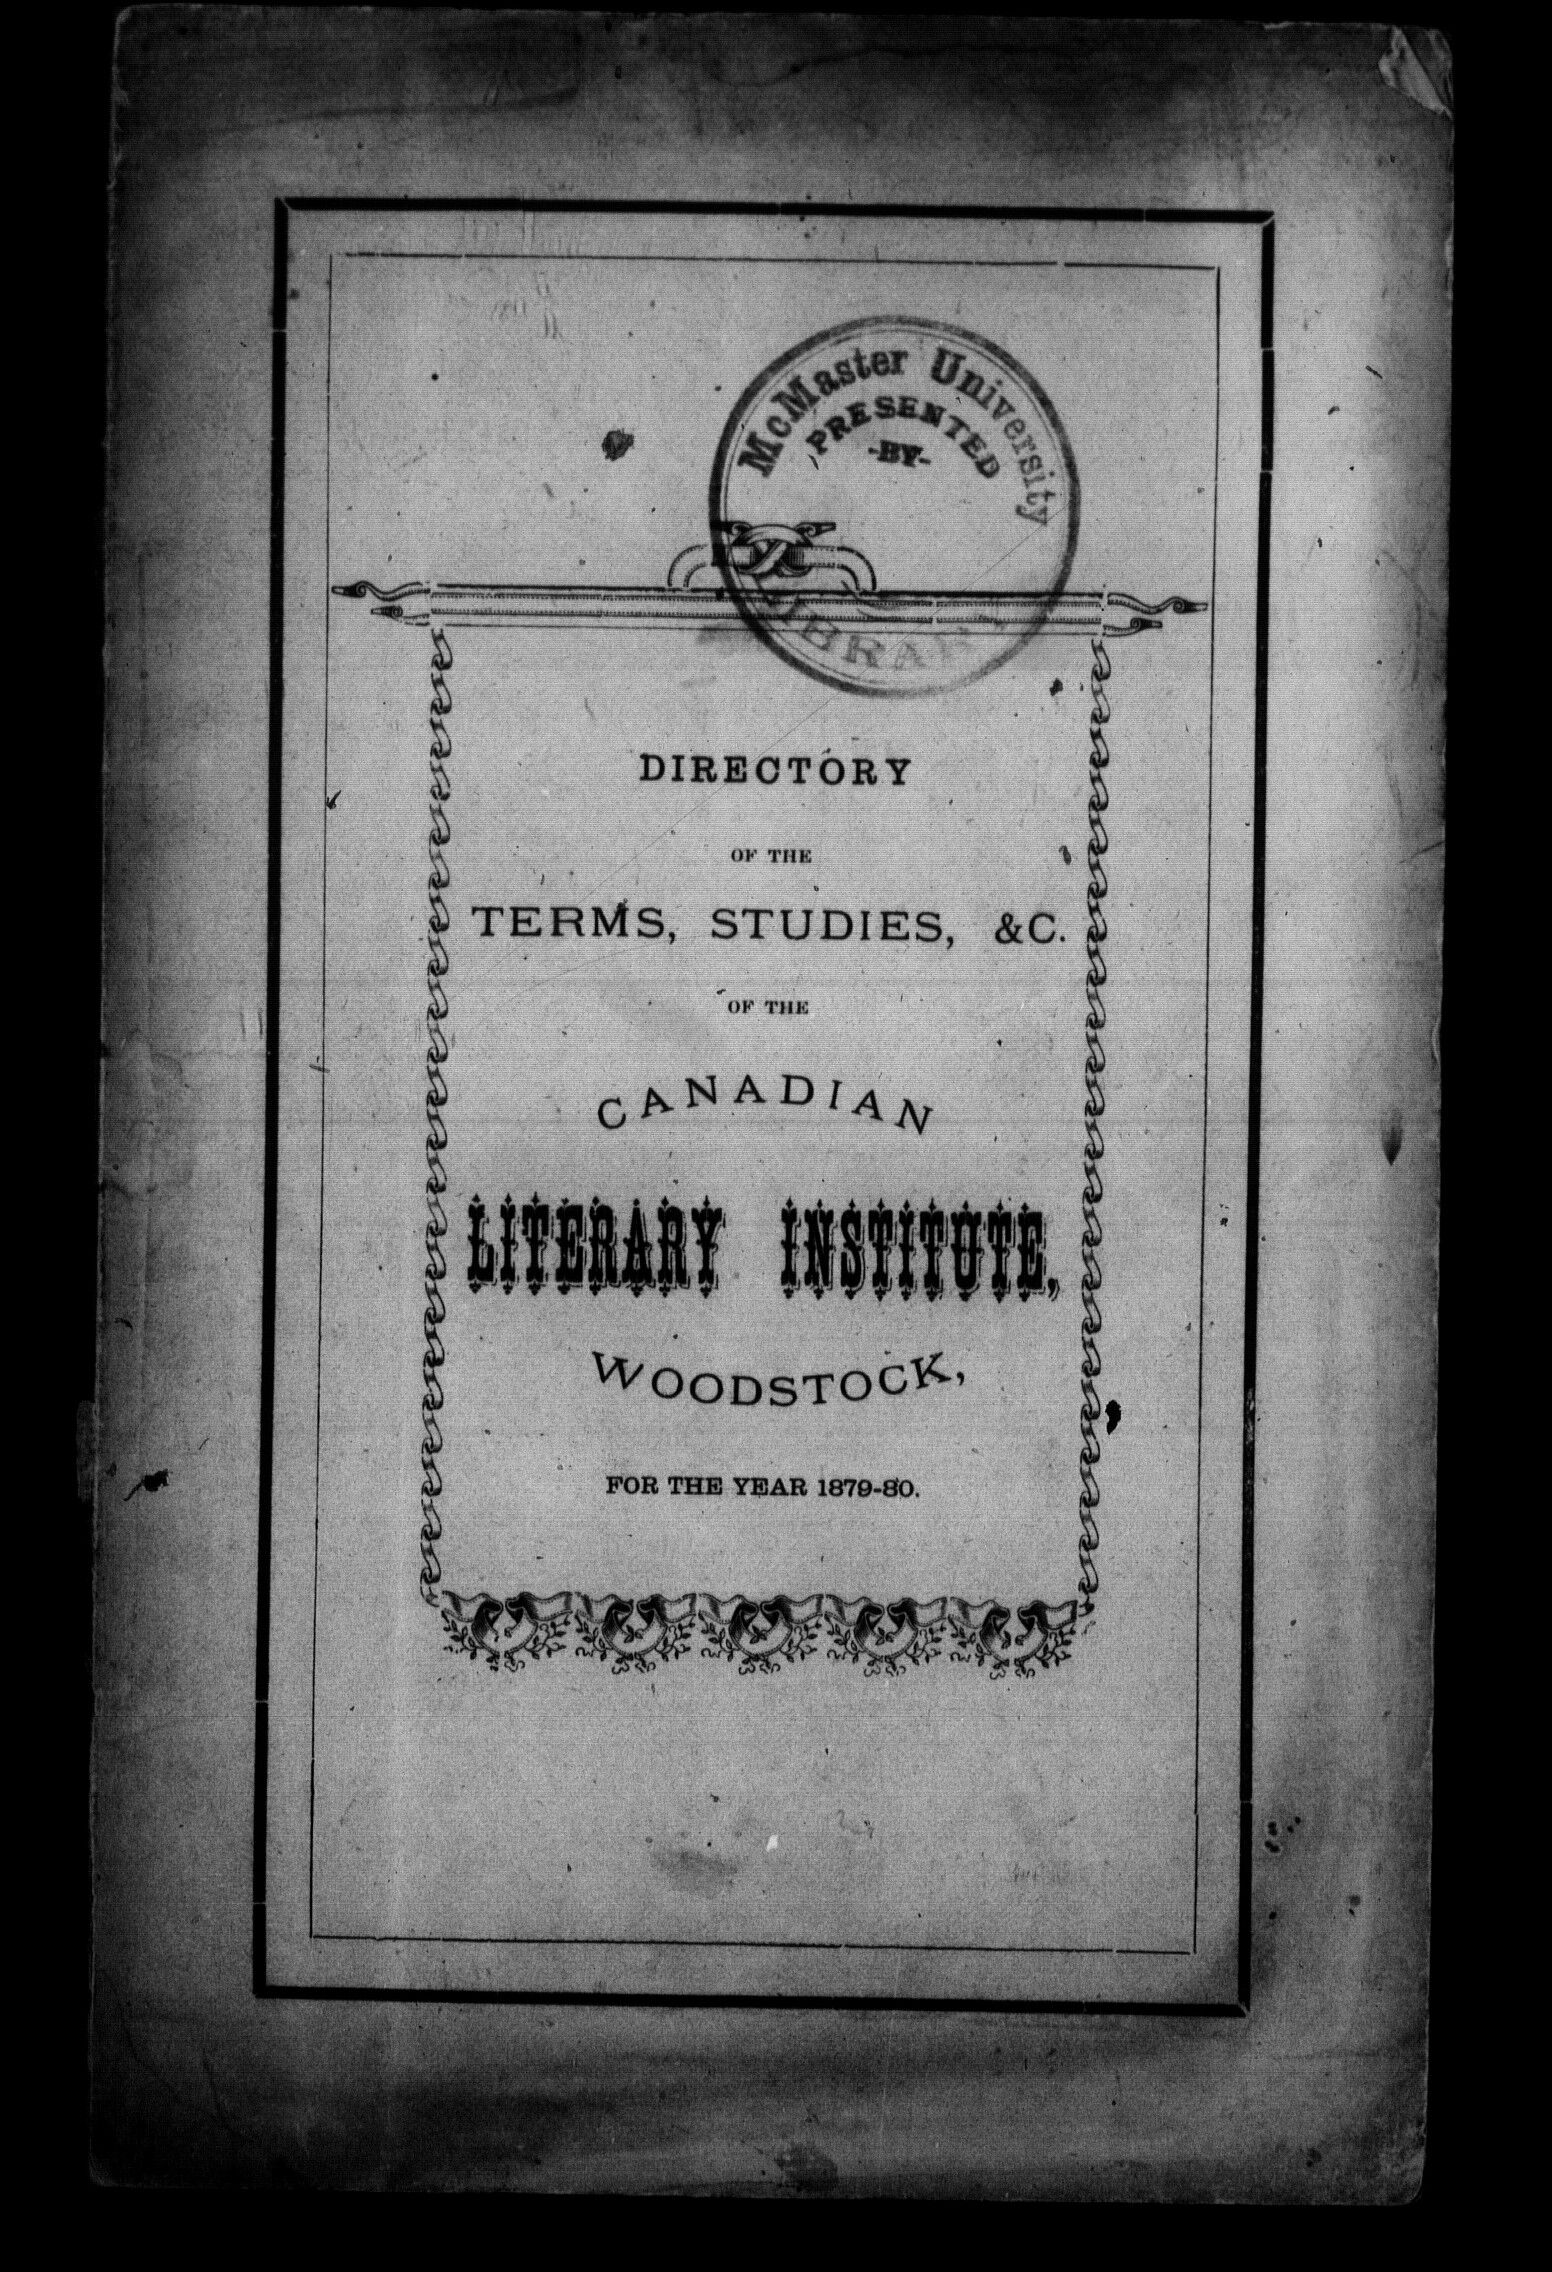 McMaster University
PRESENTED
-BY-
LIBRARY
DIRECTORY
OF THE
TERMS, STUDIES, &C.
OF THE
CANADIAN
LITERARY INSTITUTE,
WOODSTOCK,
FOR THE YEAR 1879-80.